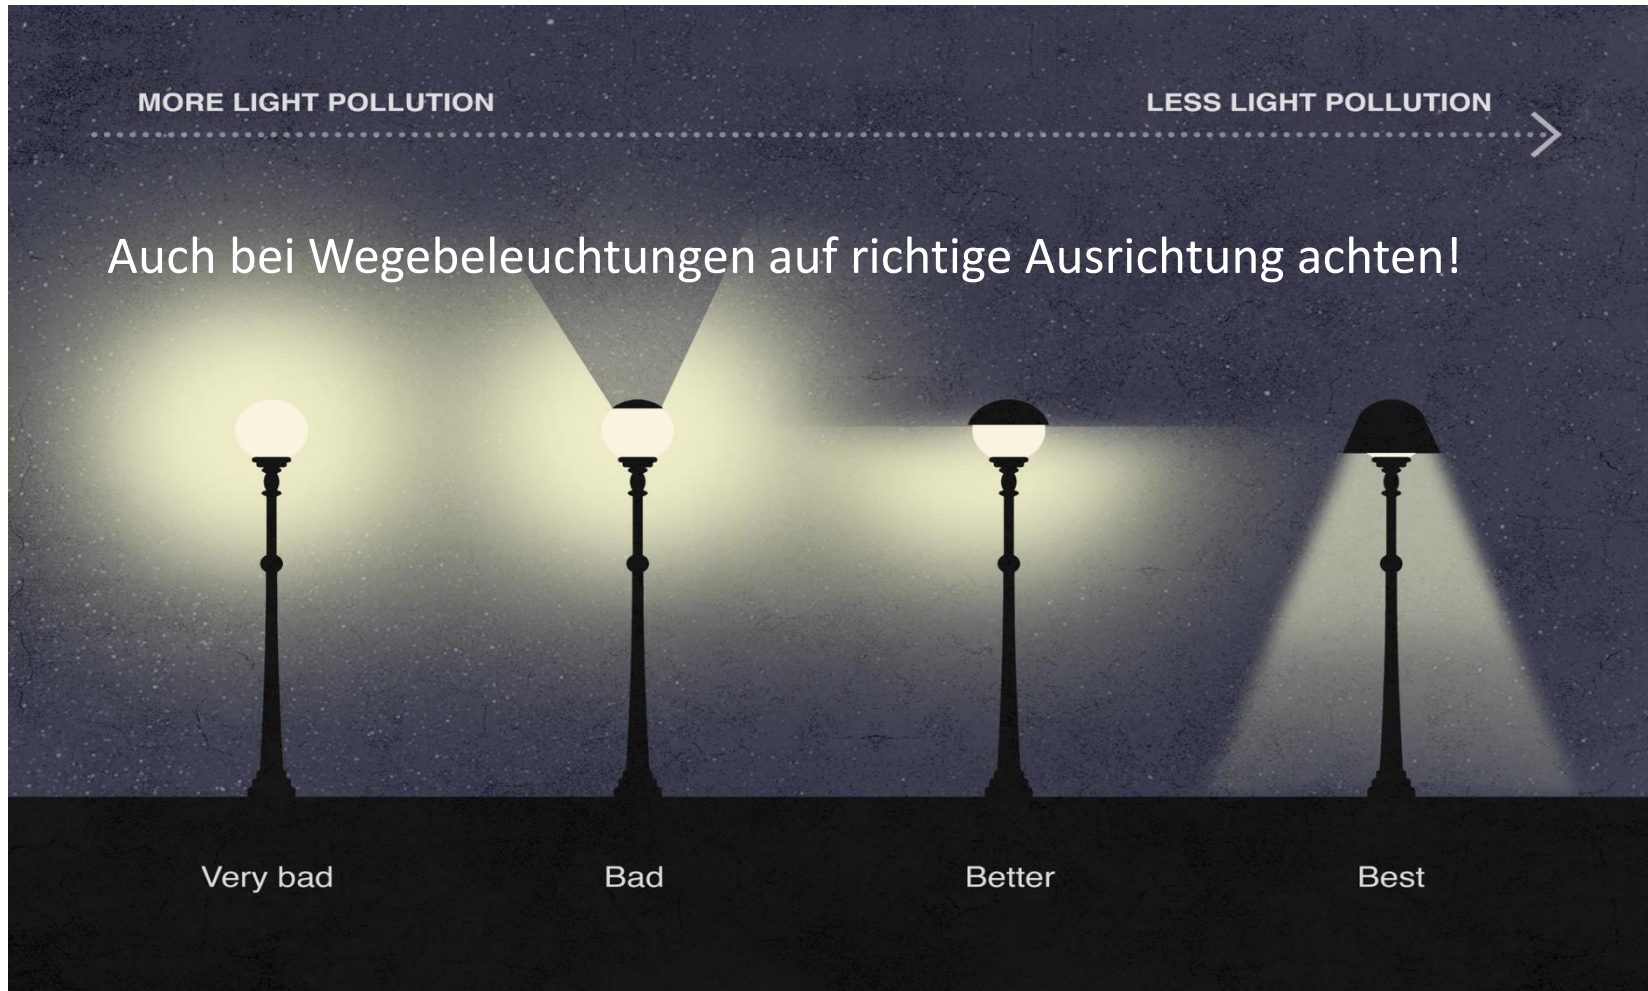 MORE LIGHT POLLUTION
LESS LIGHT POLLUTION
Auch bei Wegebeleuchtungen auf richtige Ausrichtung achten!
Very bad
Bad
Better
Best